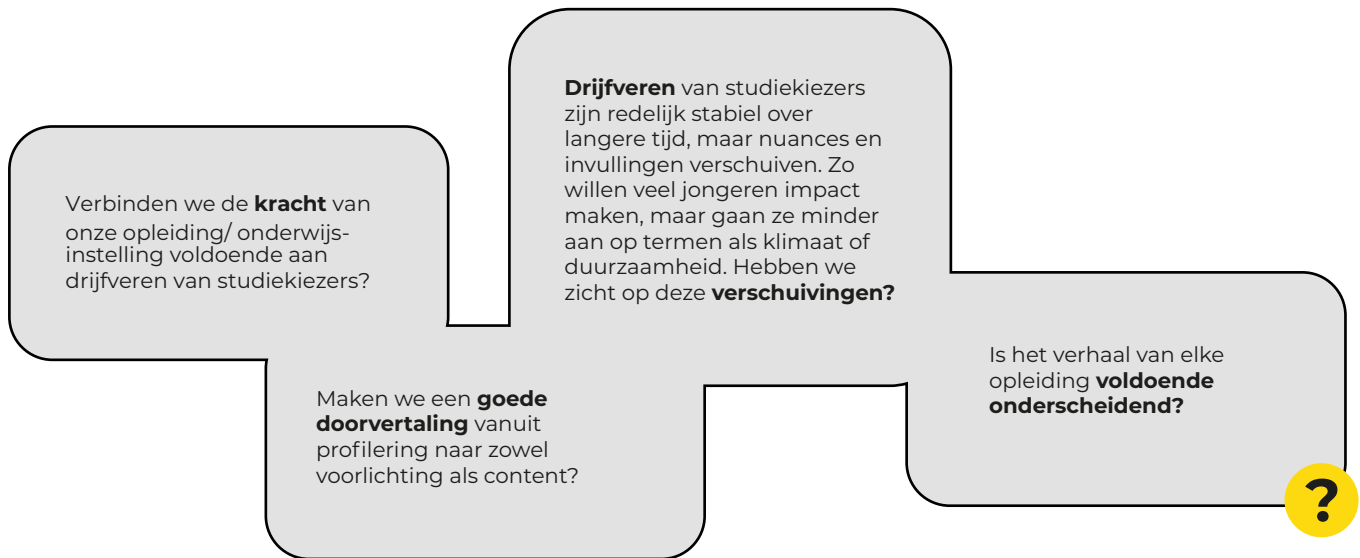 Verbinden we de kracht van
onze opleiding/ onderwijs-
instelling voldoende aan
drijfveren van studiekiezers?
Maken we een goede
doorvertaling vanuit
profilering naar zowel
voorlichting als content?
Drijfveren van studiekiezers
zijn redelijk stabiel over
langere tijd, maar nuances en
invullingen verschuiven. Zo
willen veel jongeren impact
maken, maar gaan ze minder
aan op termen als klimaat of
duurzaamheid. Hebben we
zicht op deze verschuivingen?
Is het verhaal van elke
opleiding voldoende
onderscheidend?
?